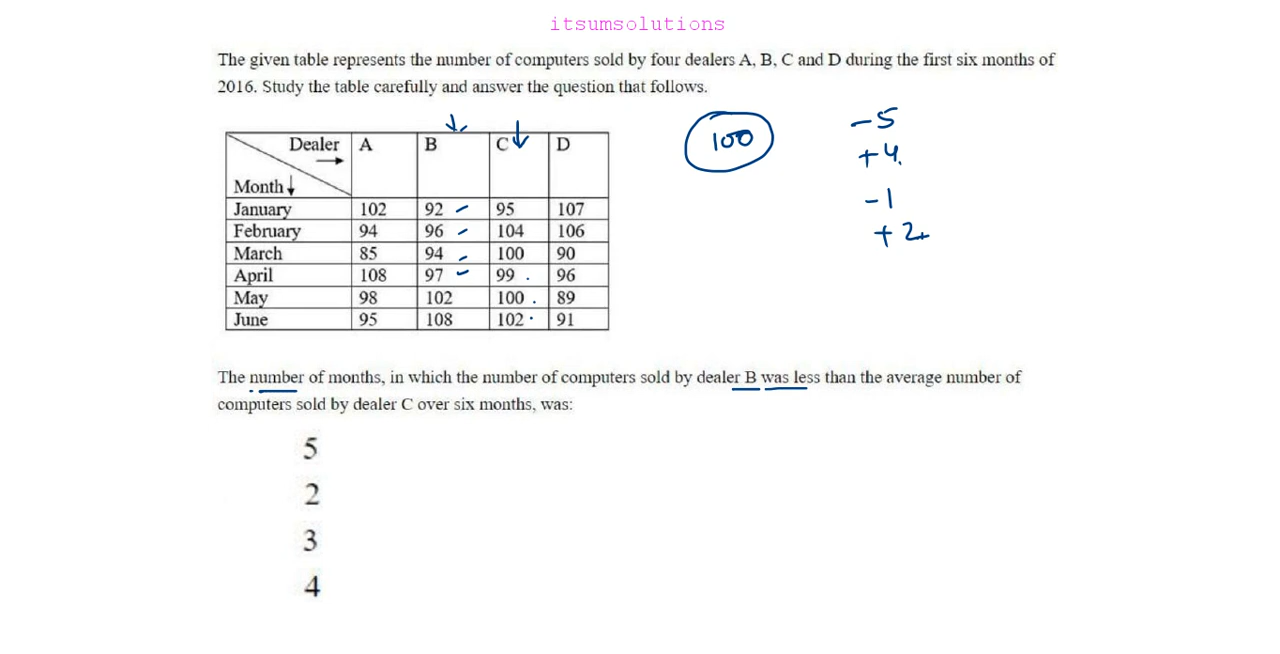 itsumsolutions
The given table represents the number of computers sold by four dealers A, B, C and D during the first six months of
2016. Study the table carefully and answer the question that follows.
100
-5
+4
-1
+2
Dealer A B C D
Month
January 102 92 95 107
February 94 96 104 106
March 85 94 100 90
April 108 97 99 96
May 98 102 100 89
June 95 108 102 91
The number of months, in which the number of computers sold by dealer B was less than the average number of
computers sold by dealer C over six months, was:
5
2
3
4